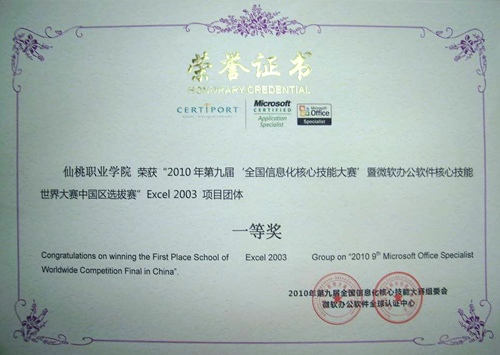 荣誉证书
HONORARY CREDENTIAL
CERTIPORT
Microsoft
CERTIFIED
Application
Specialist
Microsoft
Office
Specialist
仙桃职业学院 荣获“2010 年第九届‘全国信息化核心技能大赛’暨微软办公软件核心技能
世界大赛中国区选拔赛”Excel 2003 项目团体
一等奖
Congratulations on winning the First Place School of Excel 2003 Group on “2010 9th Microsoft Office Specialist
Worldwide Competition Final in China”.
2010年第九届全国信息化核心技能大赛组委会
微软办公软件全球认证中心